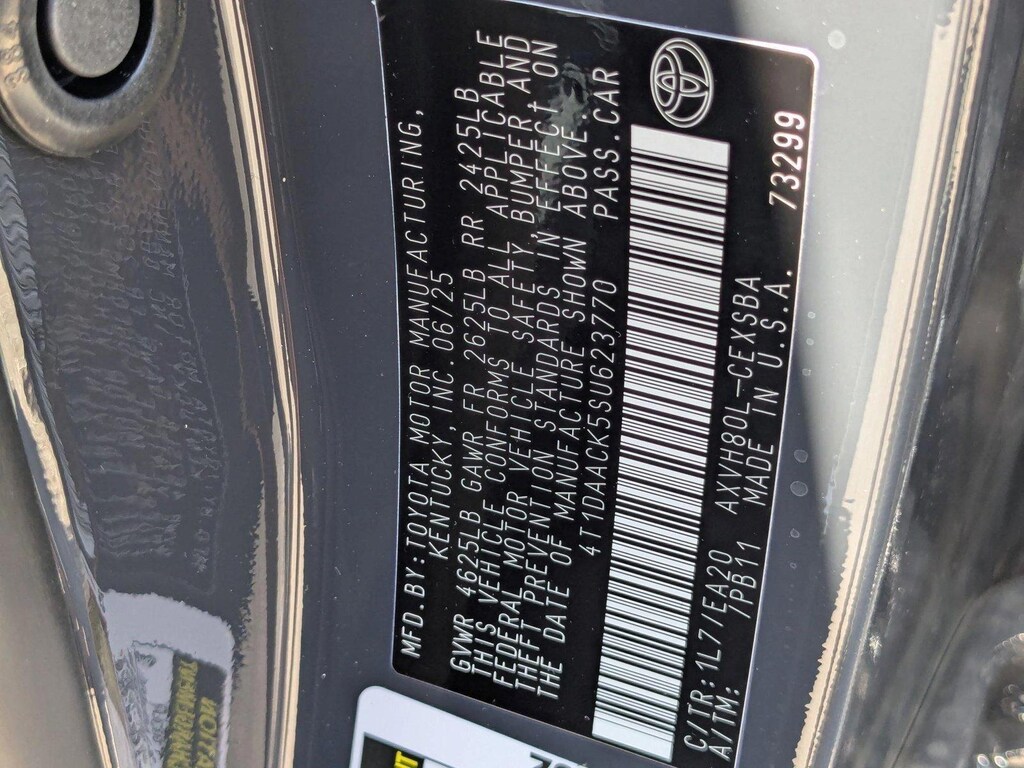 MFD.BY:TOYOTA MOTOR MANUFACTURING,
KENTUCKY, INC. 06/25
GVWR 4625LB GAWR FR 2625LB RR 2425LB
THIS VEHICLE CONFORMS TO ALL APPLICABLE
FEDERAL MOTOR VEHICLE SAFETY, BUMPER, AND
THEFT PREVENTION STANDARDS IN EFFECT ON
THE DATE OF MANUFACTURE SHOWN ABOVE.
4T1DAACK5SU623770 PASS.CAR
C/TR:1L7/EA20 AXVH80L-CEXSBA
A/TM: 7PB11 MADE IN U.S.A. 73299